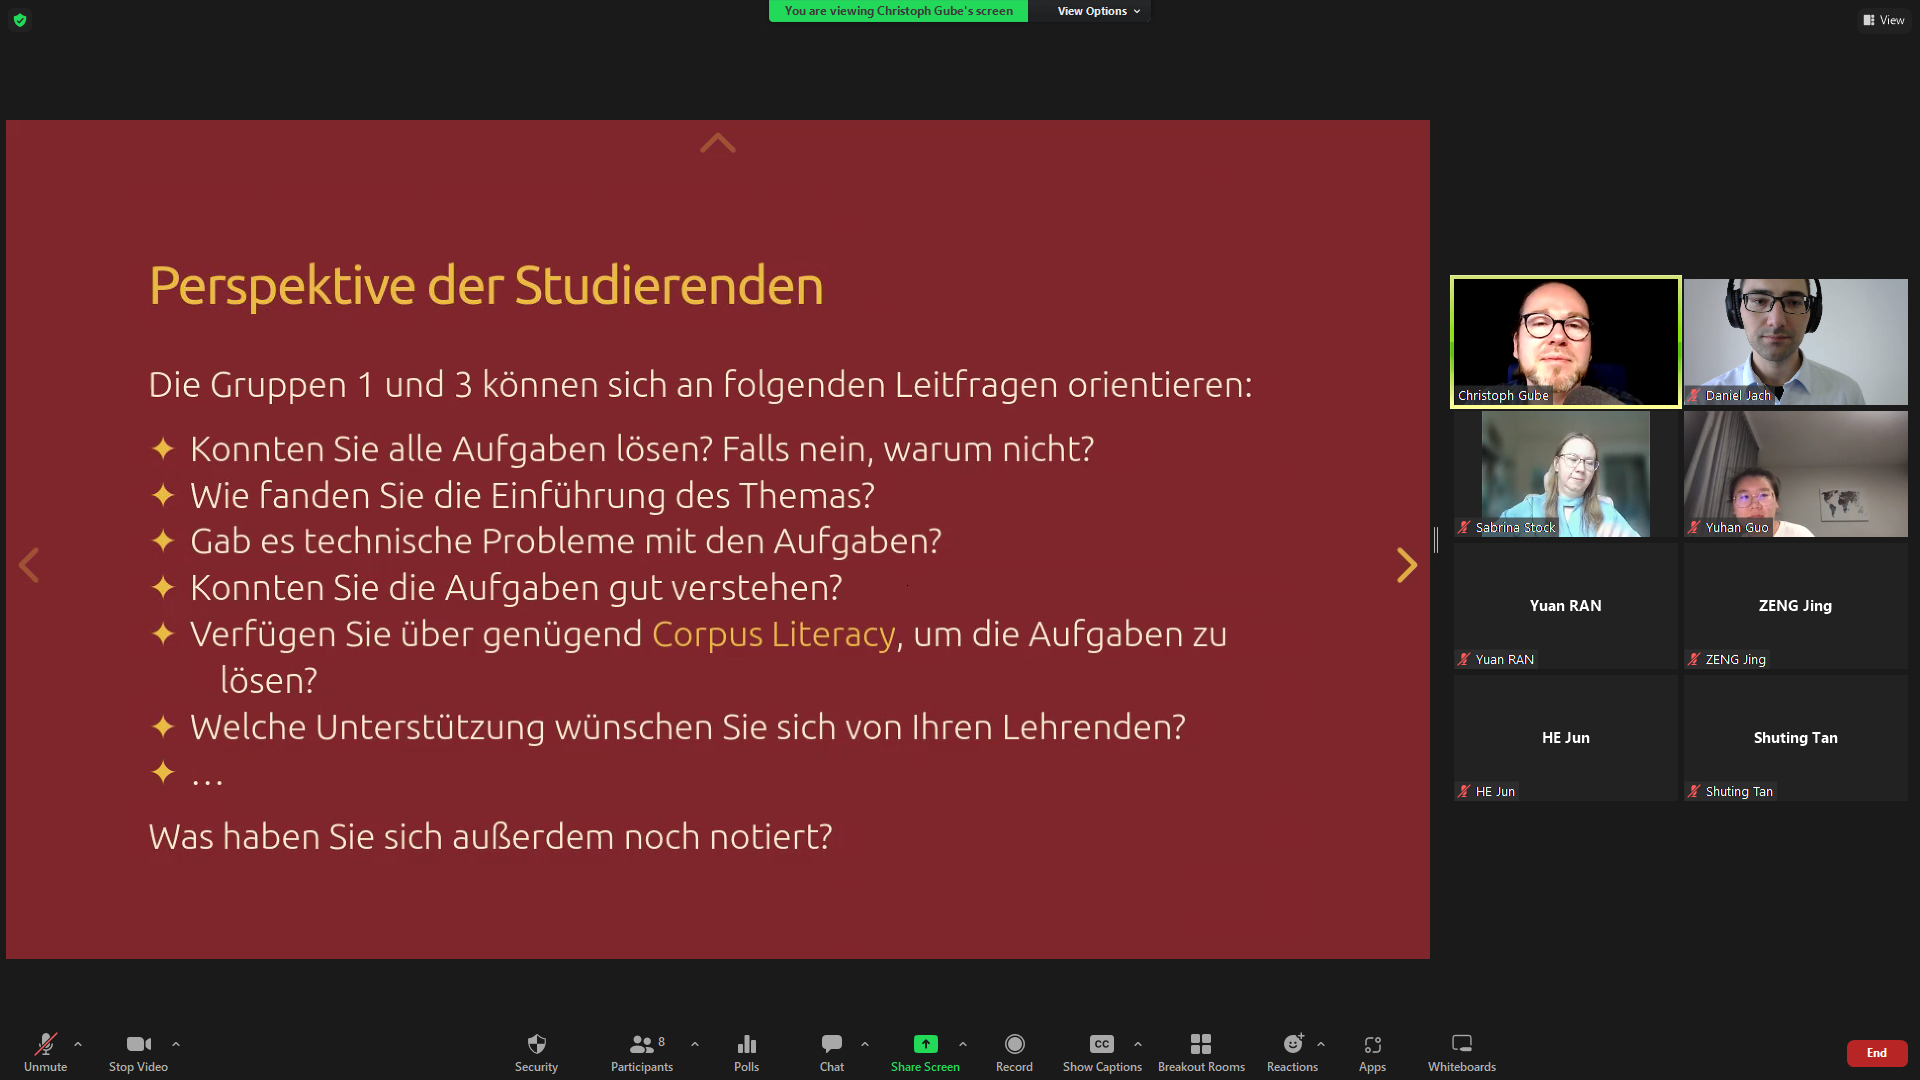 You are viewing Christoph Gube's screen
View Options
View
Perspektive der Studierenden
Die Gruppen 1 und 3 können sich an folgenden Leitfragen orientieren:
Konnten Sie alle Aufgaben lösen? Falls nein, warum nicht?
Wie fanden Sie die Einführung des Themas?
Gab es technische Probleme mit den Aufgaben?
Konnten Sie die Aufgaben gut verstehen?
Verfügen Sie über genügend Corpus Literacy, um die Aufgaben zu
lösen?
Welche Unterstützung wünschen Sie sich von Ihren Lehrenden?
…
Was haben Sie sich außerdem noch notiert?
Christoph Gube
Daniel Jach
Sabrina Stock
Yuhan Guo
Yuan RAN
ZENG Jing
Yuan RAN
ZENG Jing
HE Jun
Shuting Tan
HE Jun
Shuting Tan
Unmute
Stop Video
Security
Participants
8
Polls
Chat
Share Screen
Record
CC
Show Captions
Breakout Rooms
Reactions
Apps
Whiteboards
End